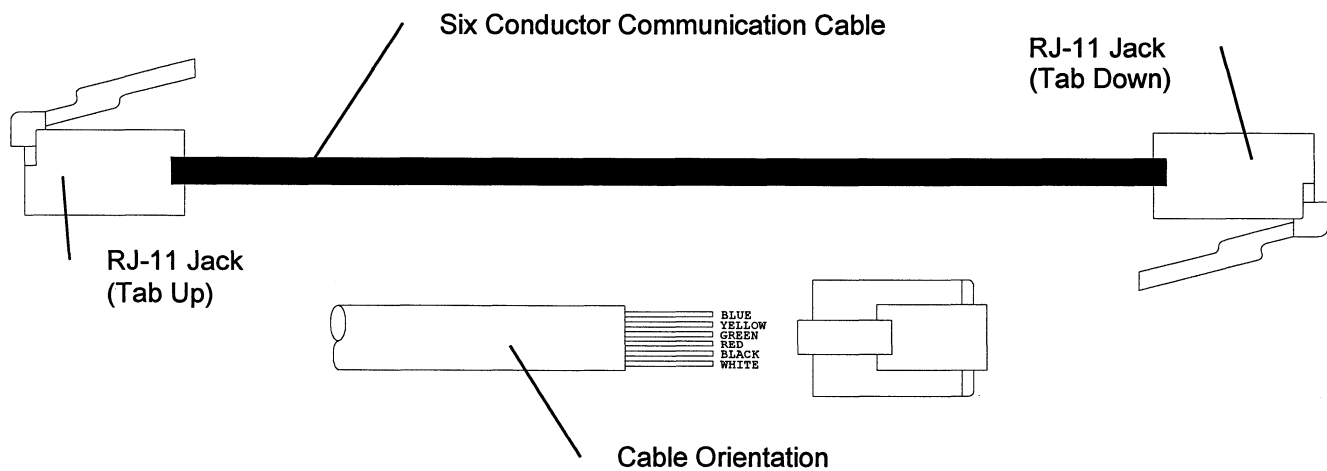 Six Conductor Communication Cable
RJ-11 Jack
(Tab Down)
RJ-11 Jack
(Tab Up)
BLUE
YELLOW
GREEN
RED
BLACK
WHITE
Cable Orientation